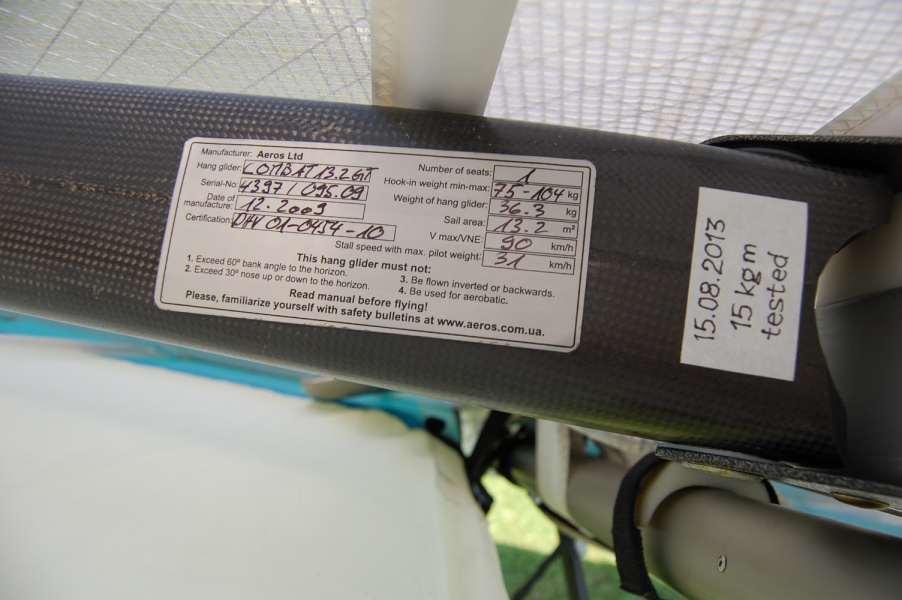 Manufacturer: Aeros Ltd
Hang glider: COMBAT 13.2 GT
Serial-No: 4397 / 095.09
Date of manufacture: 12.2009
Certification: DHV 01-0454-10
Number of seats: 1
Hook-in weight min-max: 75-104 kg
Weight of hang glider: 36.3 kg
Sail area: 13.2 m²
V max/VNE: 90 km/h
Stall speed with max. pilot weight: 31 km/h
This hang glider must not:
1. Exceed 60° bank angle to the horizon.
2. Exceed 30° nose up or down to the horizon.
3. Be flown inverted or backwards.
4. Be used for aerobatic.
Read manual before flying!
Please, familiarize yourself with safety bulletins at www.aeros.com.ua.
15.08.2013
15 kg m
tested